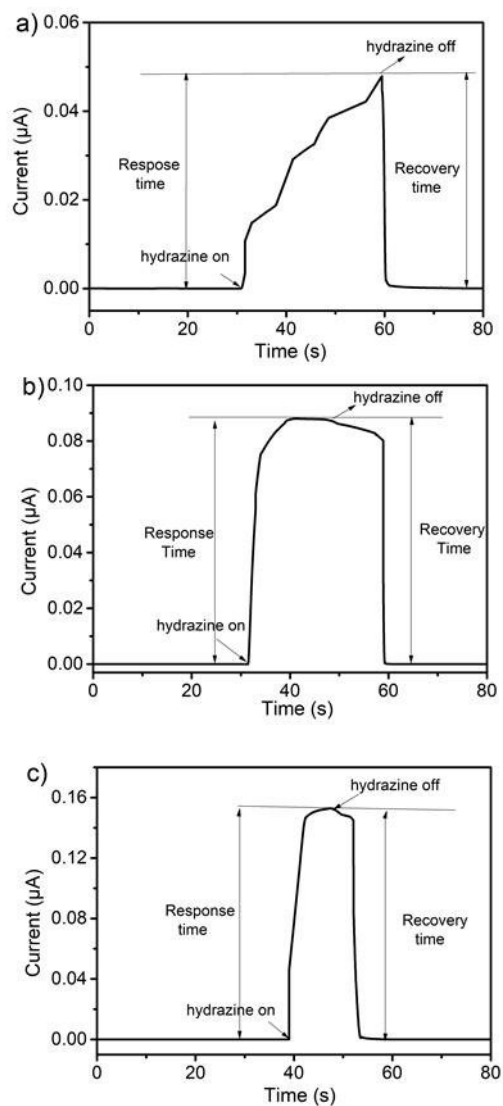 a)
0.06
hydrazine off
0.04
Respose
time
Recovery
time
Current (µA)
0.02
hydrazine on
0.00
0 20 40 60 80
Time (s)
b)
0.10
hydrazine off
0.08
0.06
Response
Time
Recovery
Time
Current (µA)
0.04
hydrazine on
0.02
0.00
0 20 40 60 80
Time (s)
c)
0.16
hydrazine off
0.12
Response
time
Recovery
time
Current (µA)
0.08
0.04
hydrazine on
0.00
0 20 40 60 80
Time (s)